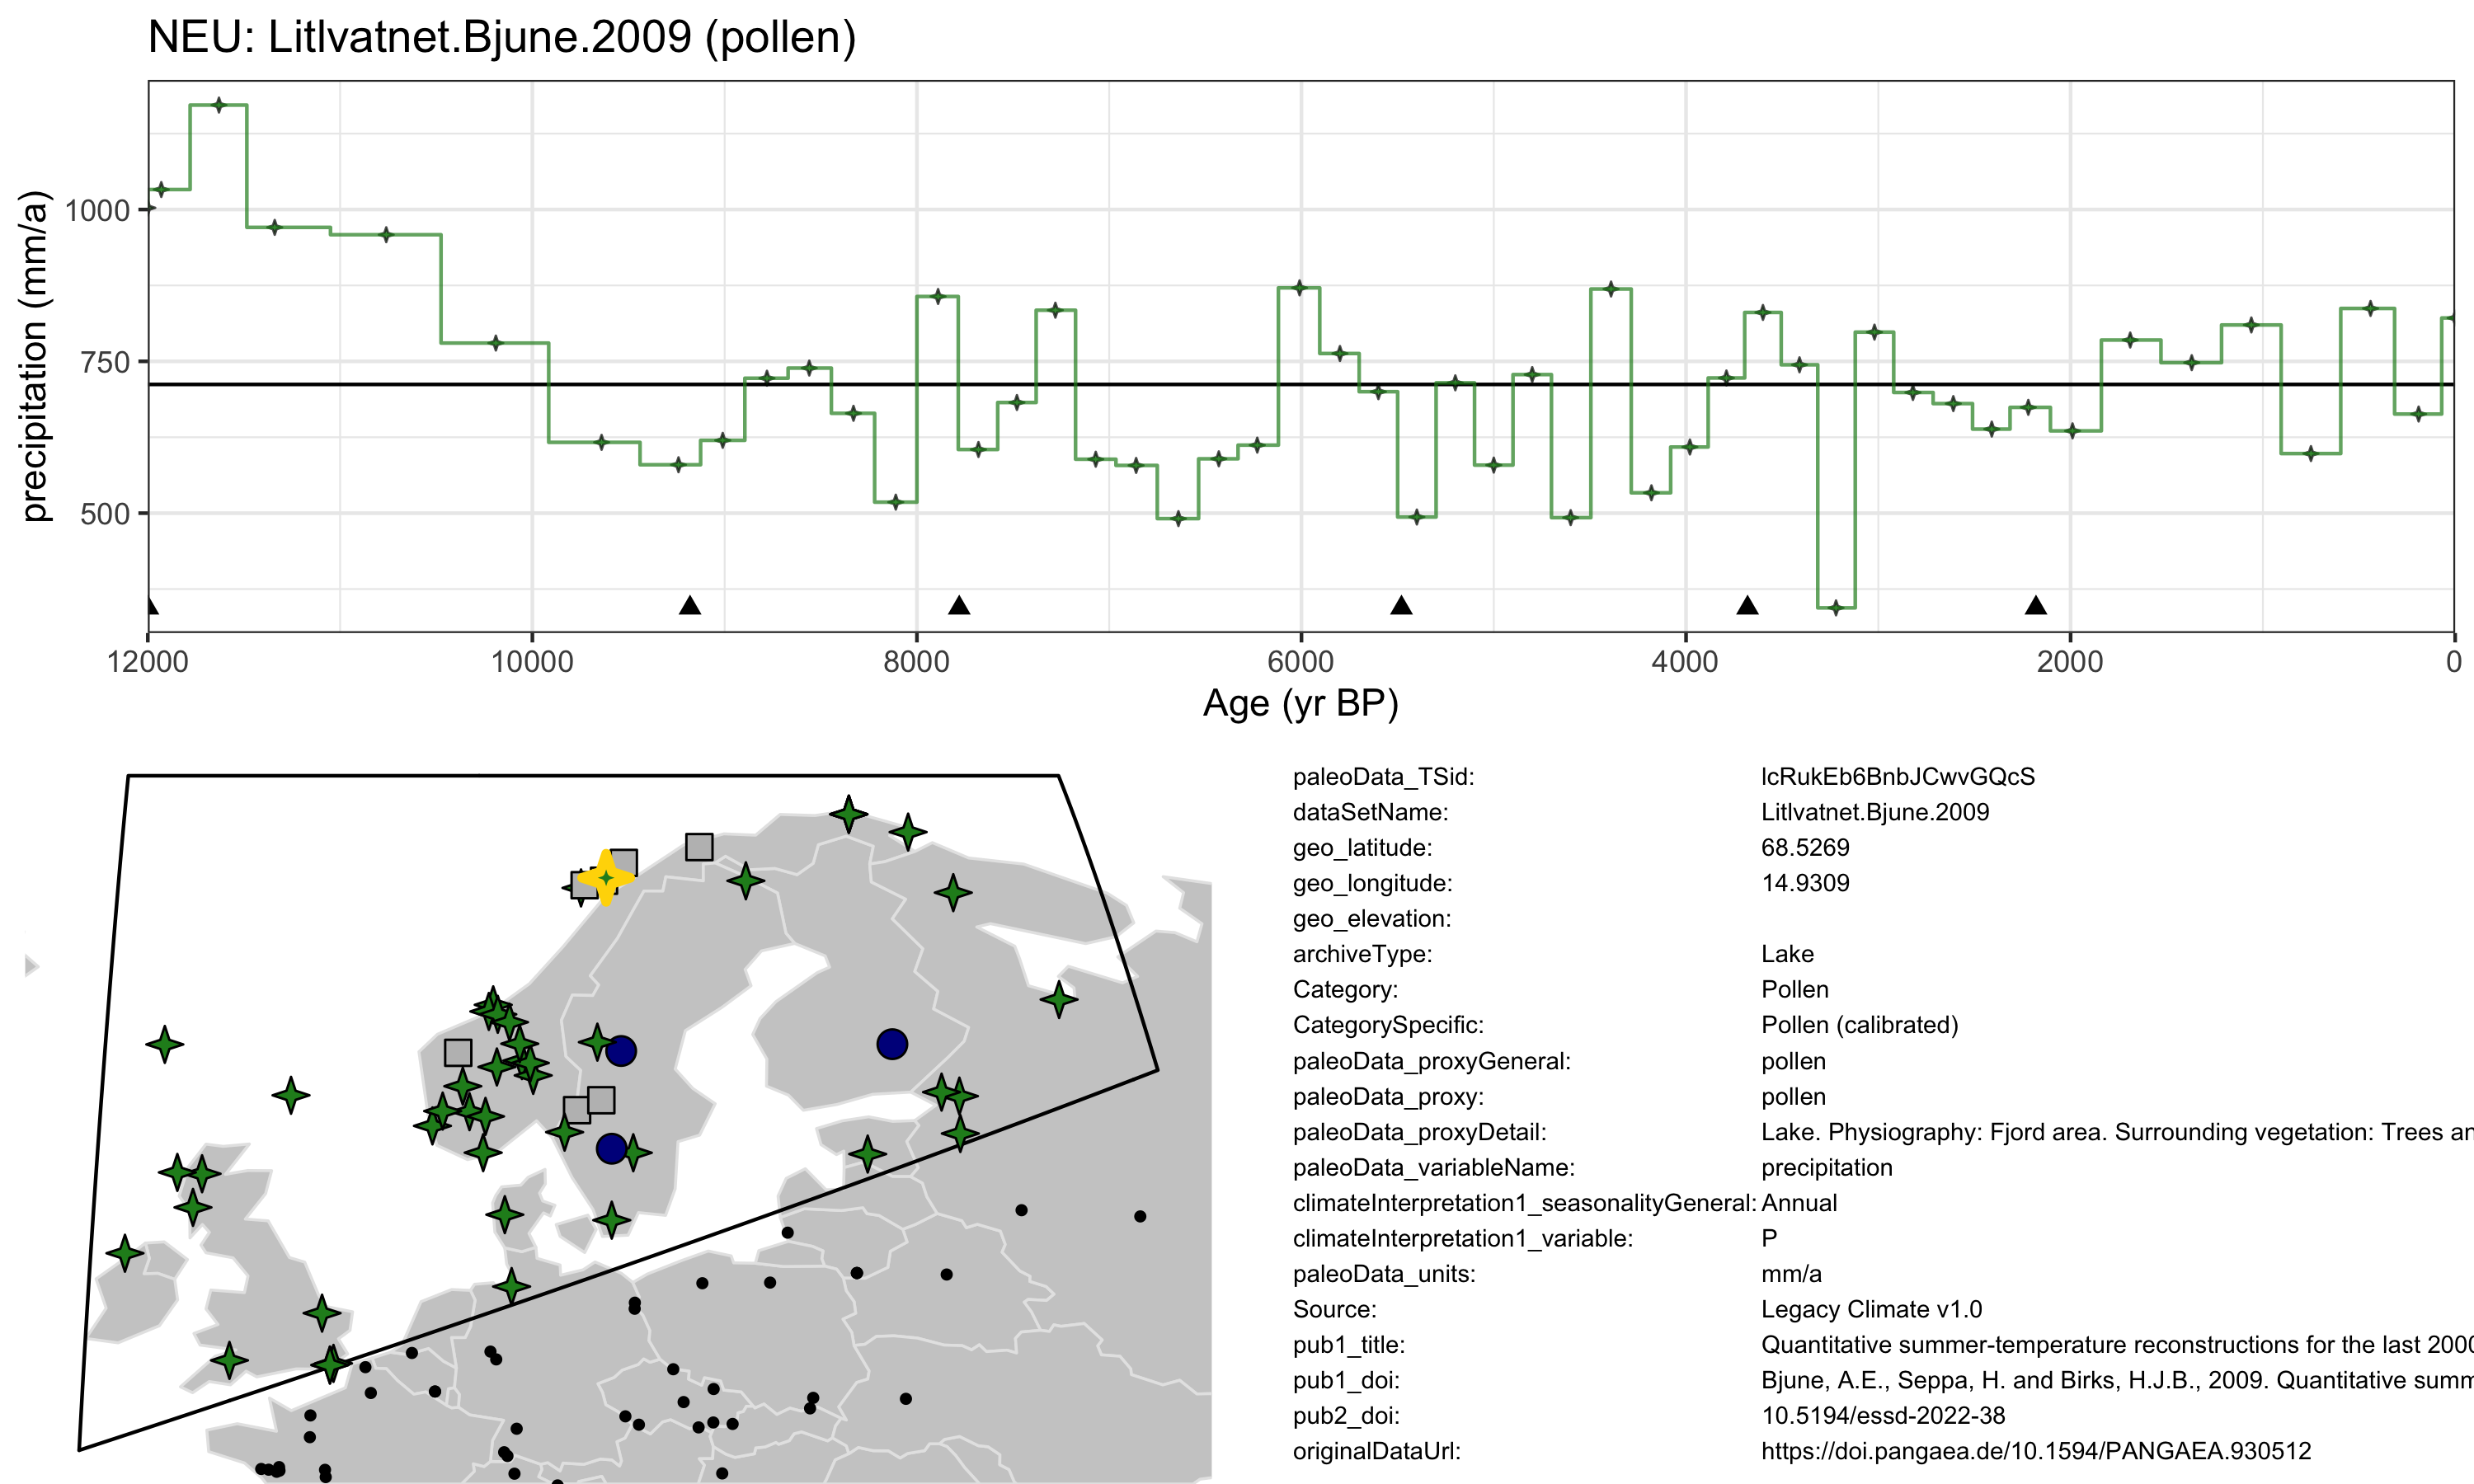 NEU: Litlvatnet.Bjune.2009 (pollen)
precipitation (mm/a)
1000
750
500
12000 10000 8000 6000 4000 2000 0
Age (yr BP)
paleoData_TSid: lcRukEb6BnbJCwvGQcS
dataSetName: Litlvatnet.Bjune.2009
geo_latitude: 68.5269
geo_longitude: 14.9309
geo_elevation:
archiveType: Lake
Category: Pollen
CategorySpecific: Pollen (calibrated)
paleoData_proxyGeneral: pollen
paleoData_proxy: pollen
paleoData_proxyDetail: Lake. Physiography: Fjord area. Surrounding vegetation: Trees an
paleoData_variableName: precipitation
climateInterpretation1_seasonalityGeneral: Annual
climateInterpretation1_variable: P
paleoData_units: mm/a
Source: Legacy Climate v1.0
pub1_title: Quantitative summer-temperature reconstructions for the last 2000
pub1_doi: Bjune, A.E., Seppa, H. and Birks, H.J.B., 2009. Quantitative summ
pub2_doi: 10.5194/essd-2022-38
originalDataUrl: https://doi.pangaea.de/10.1594/PANGAEA.930512